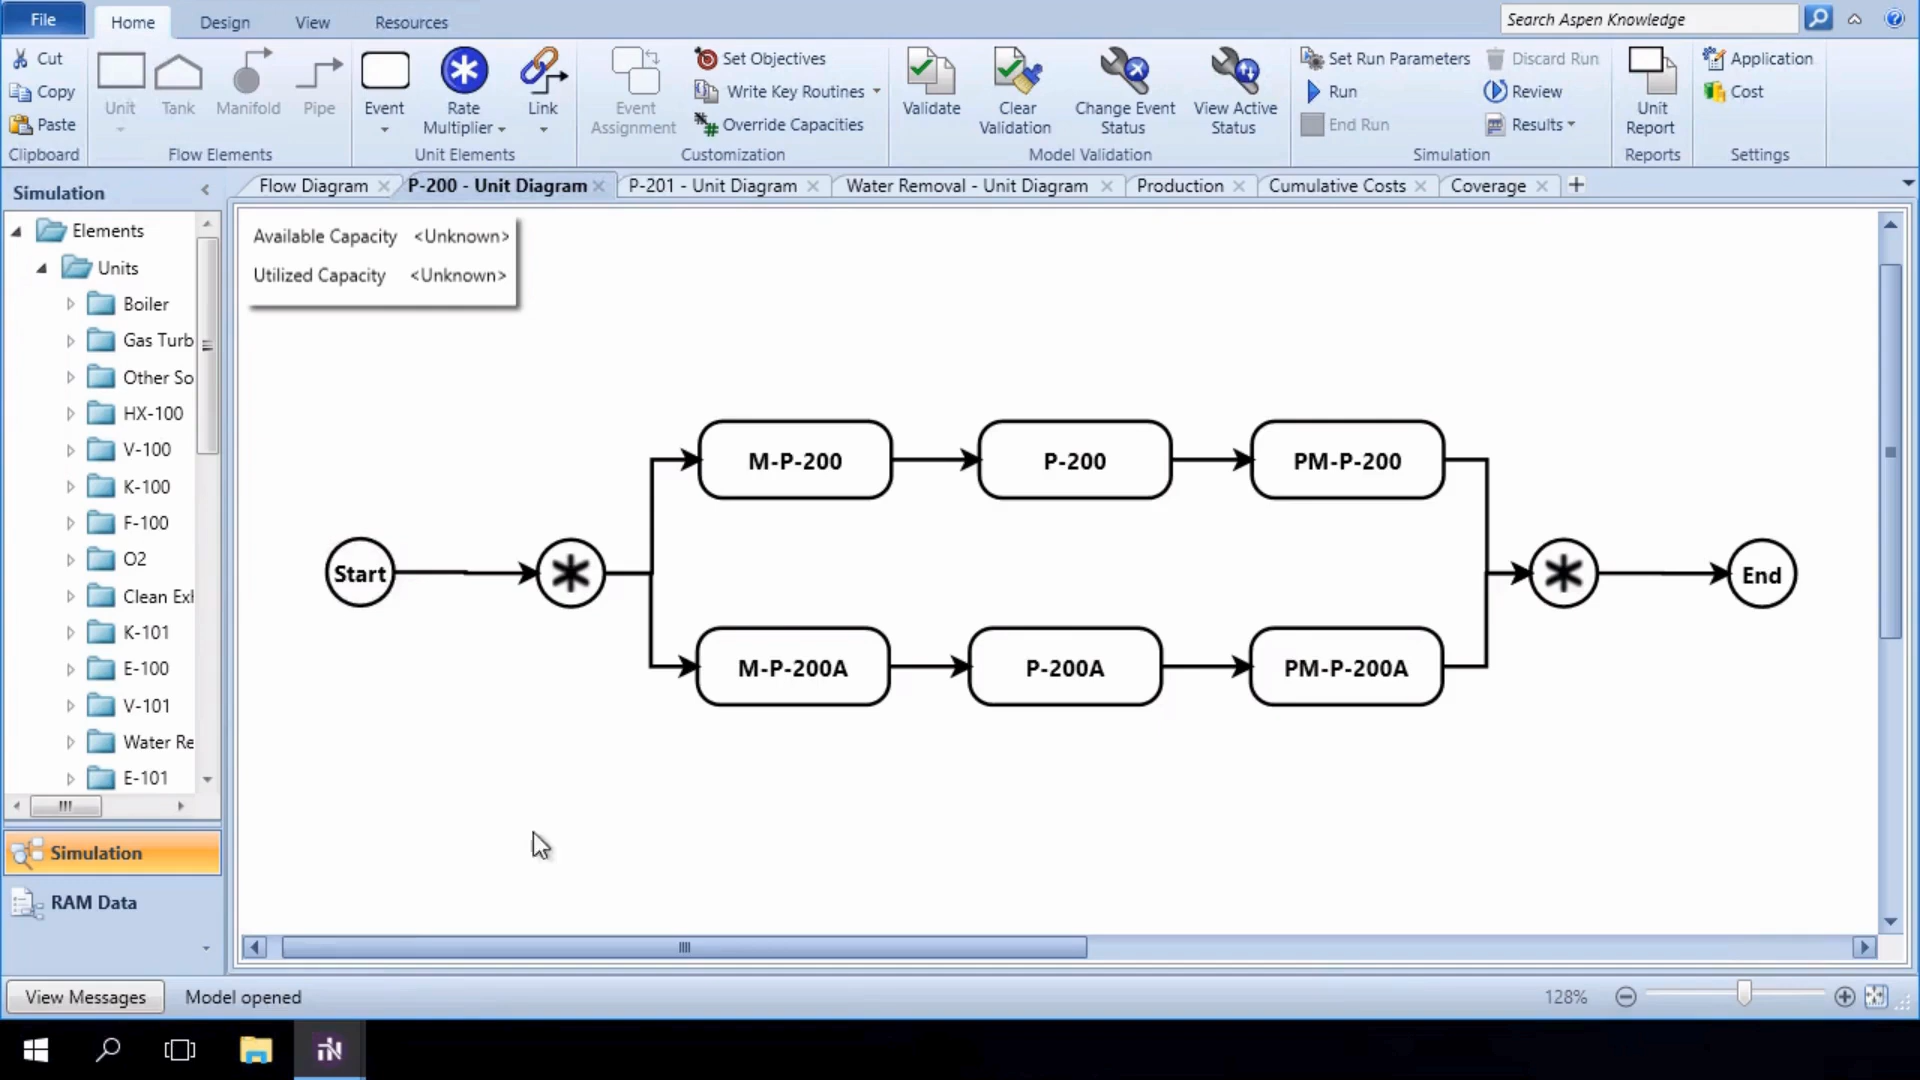 File
Home
Design
View
Resources
Search Aspen Knowledge
Cut
Copy
Paste
Clipboard
Unit
Tank
Manifold
Pipe
Flow Elements
Event
Rate
Multiplier
Link
Unit Elements
Event
Assignment
Set Objectives
Write Key Routines
Override Capacities
Customization
Validate
Clear
Validation
Change Event
Status
View Active
Status
Model Validation
Set Run Parameters
Run
End Run
Discard Run
Review
Results
Simulation
Unit
Report
Reports
Application
Cost
Settings
Simulation
Flow Diagram
P-200 - Unit Diagram
P-201 - Unit Diagram
Water Removal - Unit Diagram
Production
Cumulative Costs
Coverage
Elements
Units
Boiler
Gas Turb
Other So
HX-100
V-100
K-100
F-100
O2
Clean Exh
K-101
E-100
V-101
Water Re
E-101
Simulation
RAM Data
Available Capacity <Unknown>
Utilized Capacity <Unknown>
M-P-200
P-200
PM-P-200
Start
End
M-P-200A
P-200A
PM-P-200A
View Messages
Model opened
128%